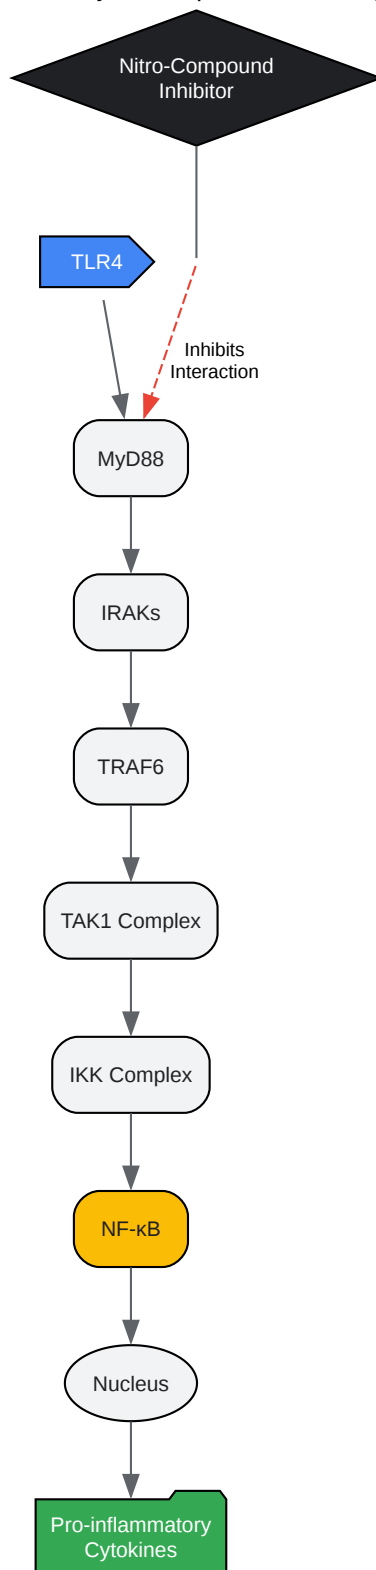 Nitro-Compound
Inhibitor
TLR4
Inhibits
Interaction
MyD88
IRAKs
TRAF6
TAK1 Complex
IKK Complex
NF-κB
Nucleus
Pro-inflammatory
Cytokines